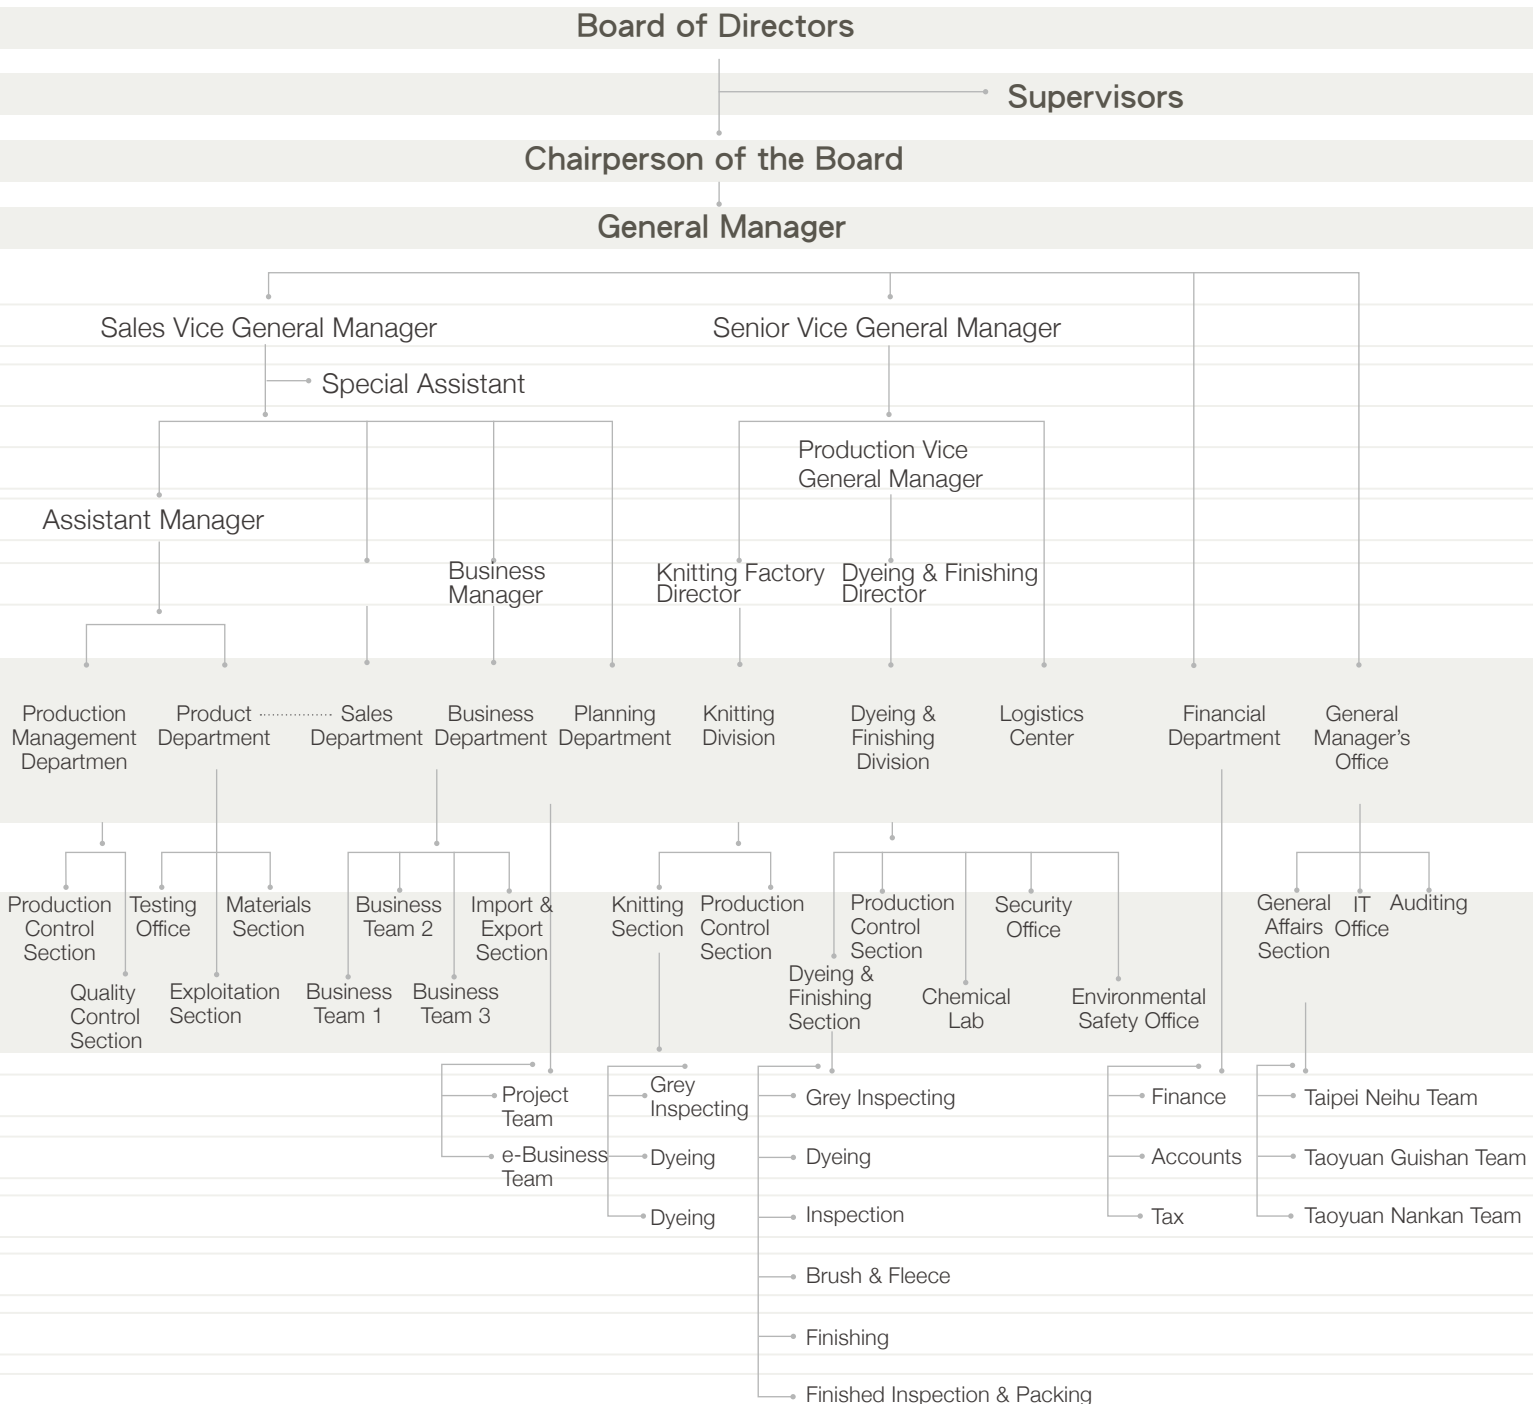 Board of Directors
Supervisors
Chairperson of the Board
General Manager
Sales Vice General Manager
Senior Vice General Manager
Special Assistant
Production Vice
General Manager
Assistant Manager
Business
Manager
Knitting Factory
Director
Dyeing & Finishing
Director
Production
Management
Departmen
Product
Department
Sales
Department
Business
Department
Planning
Department
Knitting
Division
Dyeing &
Finishing
Division
Logistics
Center
Financial
Department
General
Manager’s
Office
Production
Control
Section
Quality
Control
Section
Testing
Office
Exploitation
Section
Materials
Section
Business
Team 1
Business
Team 2
Business
Team 3
Import &
Export
Section
Knitting
Section
Production
Control
Section
Dyeing &
Finishing
Section
Production
Control
Section
Chemical
Lab
Security
Office
Environmental
Safety Office
General
Affairs
Section
IT
Office
Auditing
Project
Team
e-Business
Team
Grey
Inspecting
Dyeing
Dyeing
Grey Inspecting
Dyeing
Inspection
Brush & Fleece
Finishing
Finished Inspection & Packing
Finance
Accounts
Tax
Taipei Neihu Team
Taoyuan Guishan Team
Taoyuan Nankan Team